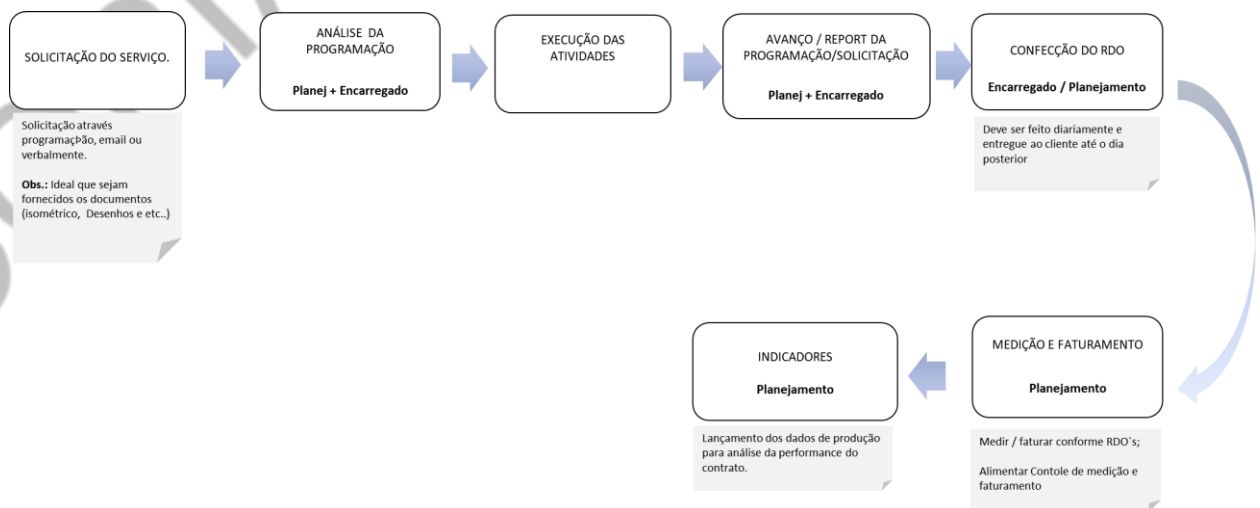 SOLICITAÇÃO DO SERVIÇO.
Solicitação através
programaçÞão, email ou
verbalmente.
Obs.: Ideal que sejam
fornecidos os documentos
(isométrico, Desenhos e etc..)
ANÁLISE DA
PROGRAMAÇÃO
Planej + Encarregado
EXECUÇÃO DAS
ATIVIDADES
AVANÇO / REPORT DA
PROGRAMAÇÃO/SOLICITAÇÃO
Planej + Encarregado
CONFECÇÃO DO RDO
Encarregado / Planejamento
Deve ser feito diariamente e
entregue ao cliente até o dia
posterior
MEDIÇÃO E FATURAMENTO
Planejamento
Medir / faturar conforme RDO`s;
Alimentar Contole de medição e
faturamento
INDICADORES
Planejamento
Lançamento dos dados de produção
para análise da performance do
contrato.